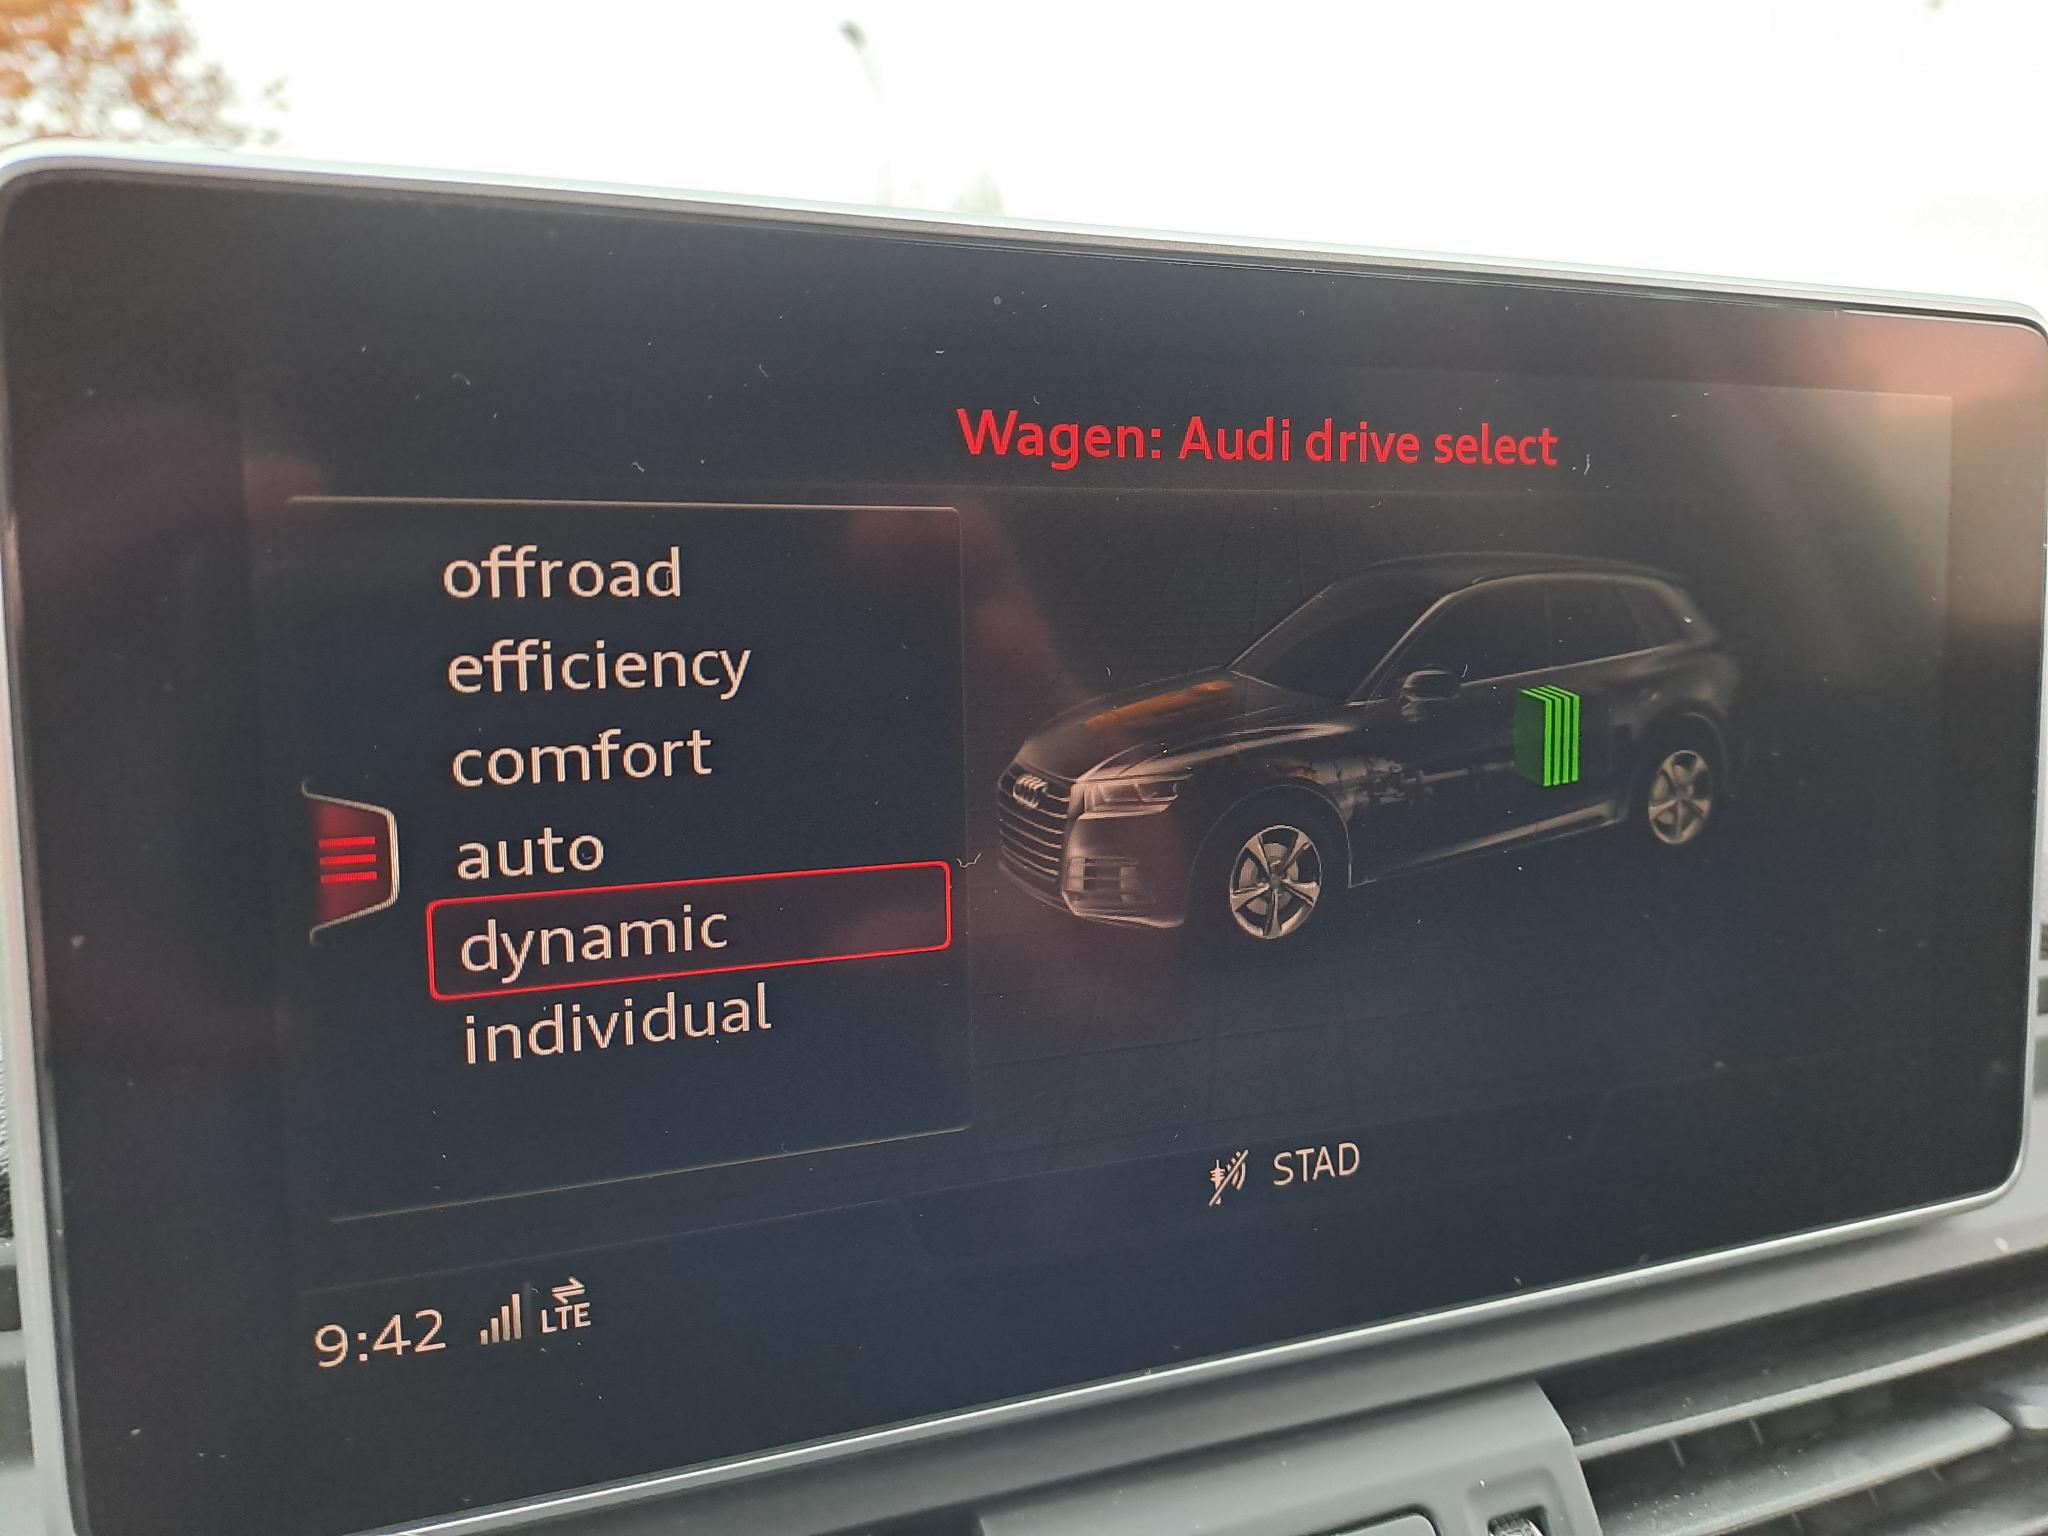 Wagen: Audi drive select
offroad
efficiency
comfort
auto
dynamic
individual
STAD
9:42 LTE